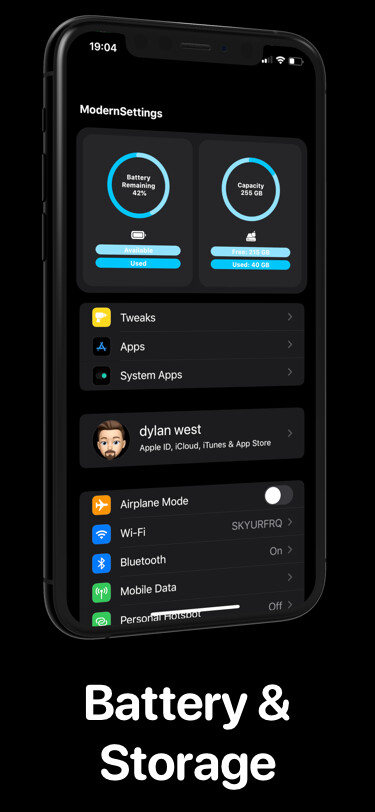 19:04
ModernSettings
Battery
Remaining
42%
Available
Used
Capacity
255 GB
Free: 215 GB
Used: 40 GB
Tweaks
Apps
System Apps
dylan west
Apple ID, iCloud, iTunes & App Store
Airplane Mode
Wi-Fi
SKYURFRQ
Bluetooth
On
Mobile Data
Personal Hotspot
Off
Battery &
Storage